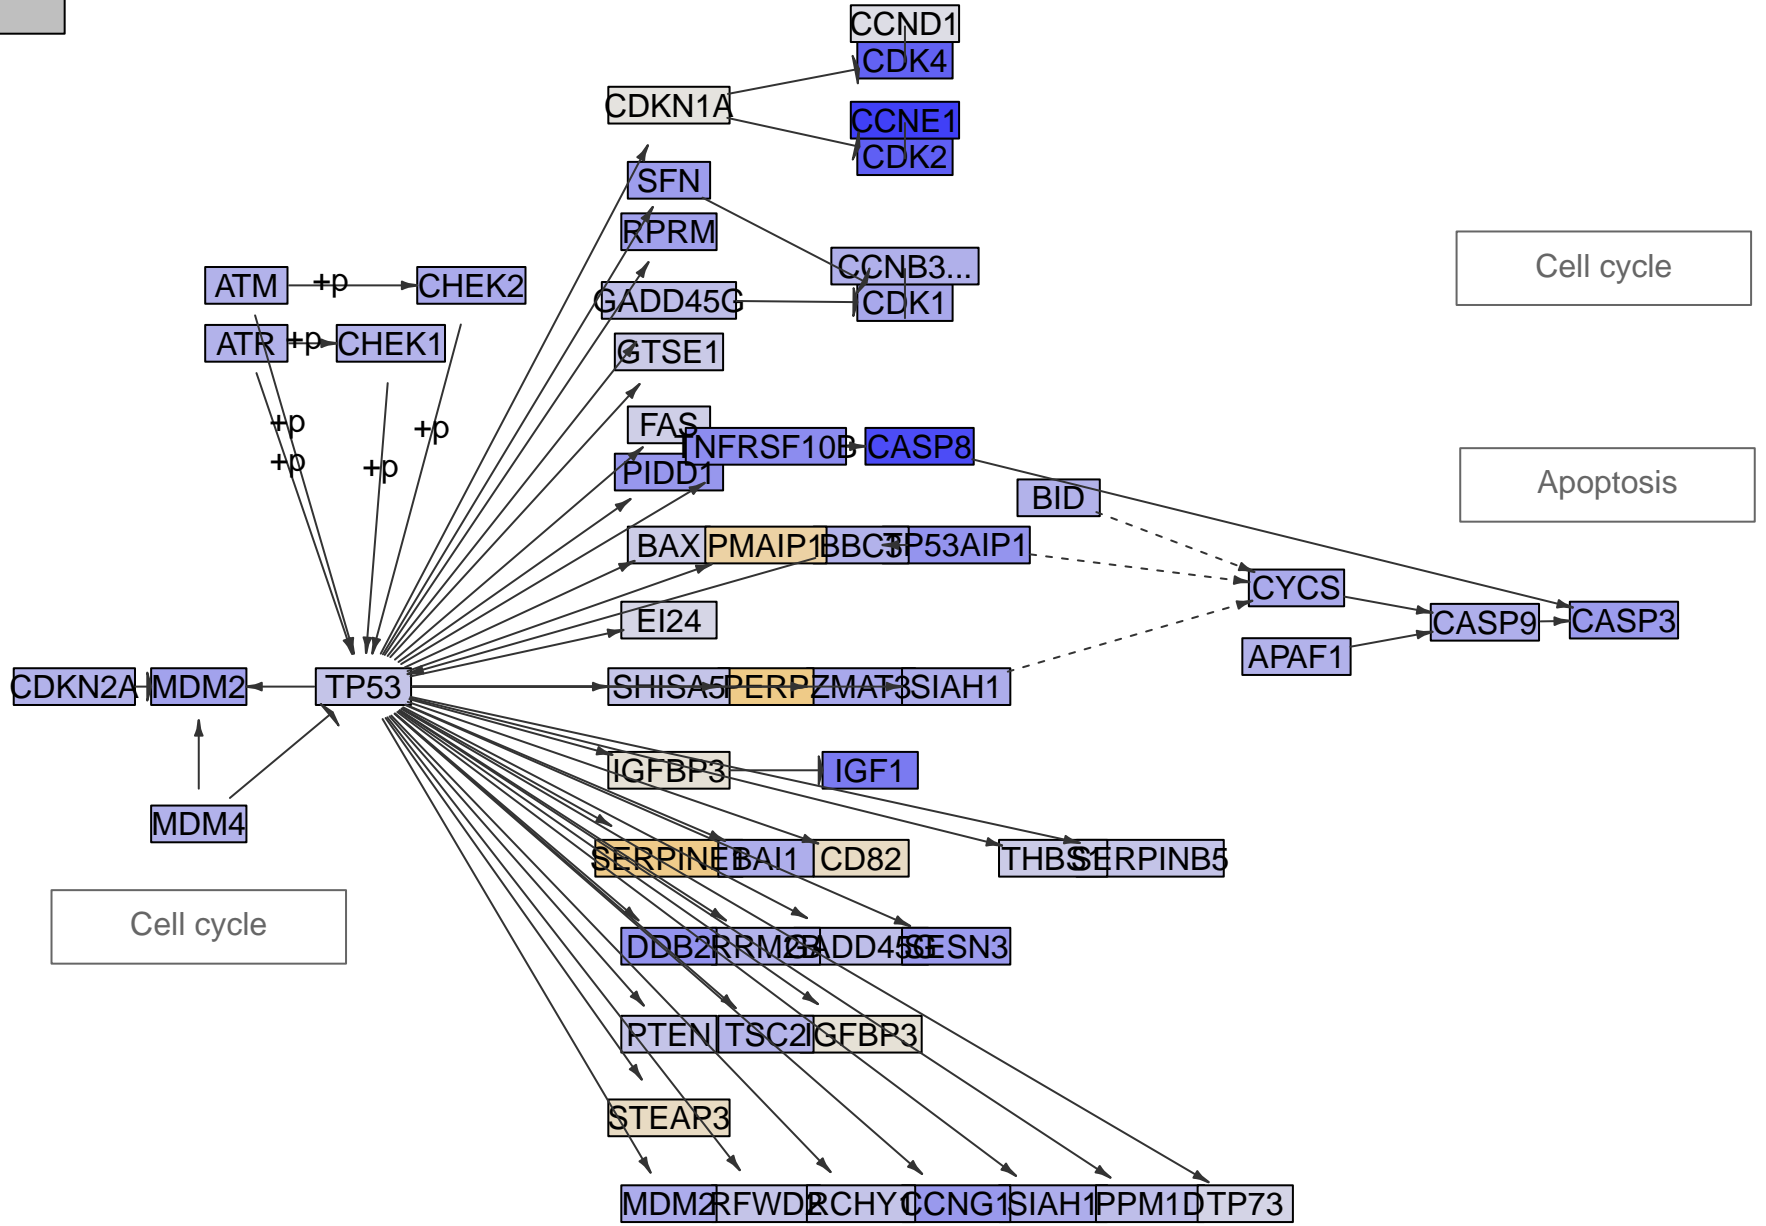 CCND1
CDK4
CDKN1A
CCNE1
CDK2
SFN
RPRM
CCNB3...
Cell cycle
ATM
+p
CHEK2
GADD45G
CDK1
ATR
+p
CHEK1
GTSE1
+p
+p
FAS
TNFRSF10B
CASP8
+p
+p
PIDD1
Apoptosis
BID
BAX
PMAIP1
BBC3
TP53AIP1
CYCS
EI24
CASP9
CASP3
APAF1
CDKN2A
MDM2
TP53
SHISA5
PERP
ZMAT3
SIAH1
IGFBP3
IGF1
MDM4
SERPINE1
BAI1
CD82
THBS1
SERPINB5
Cell cycle
DDB2
RRM2B
GADD45G
SESN3
PTEN
TSC2
IGFBP3
STEAP3
MDM2
RFWD2
RCHY1
CCNG1
SIAH1
PPM1D
TP73